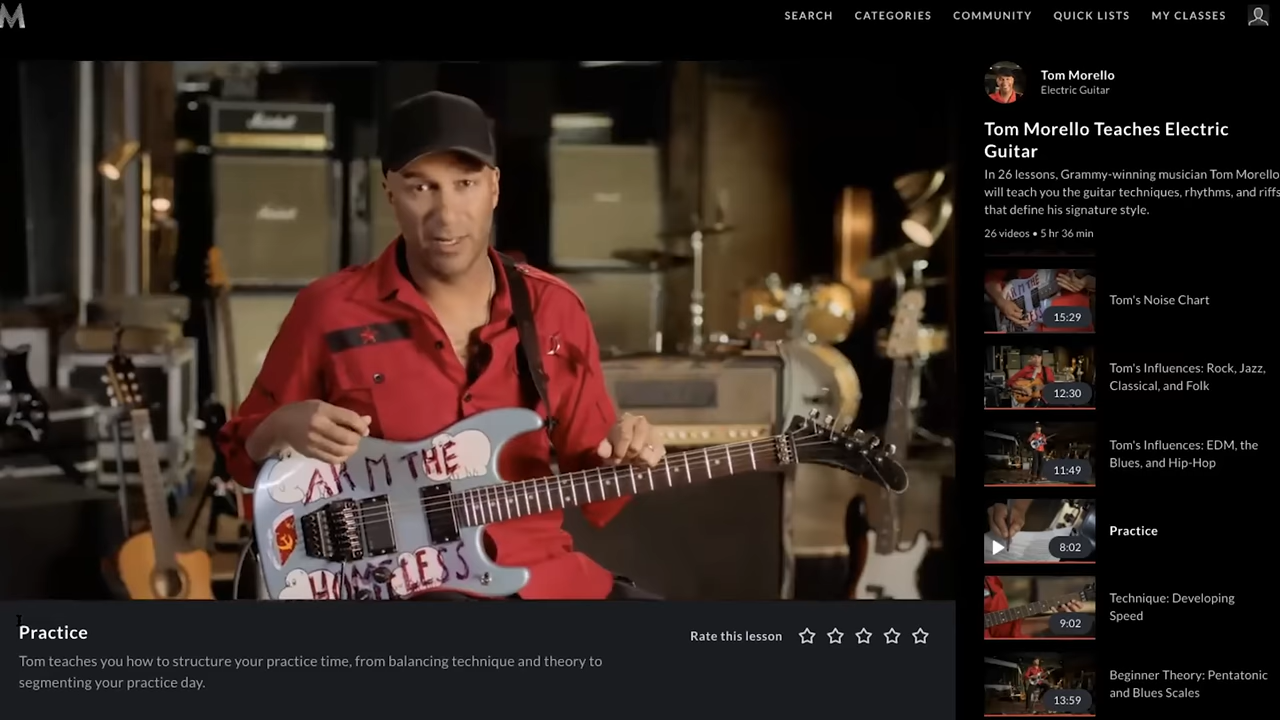 M
SEARCH CATEGORIES COMMUNITY QUICK LISTS MY CLASSES
Marshall
ARM THE
HOMELESS
Practice
Rate this lesson
Tom teaches you how to structure your practice time, from balancing technique and theory to
segmenting your practice day.
Tom Morello
Electric Guitar
Tom Morello Teaches Electric
Guitar
In 26 lessons, Grammy-winning musician Tom Morello
will teach you the guitar techniques, rhythms, and riffs
that define his signature style.
26 videos • 5 hr 36 min
ARM THE
15:29
Tom's Noise Chart
12:30
Tom's Influences: Rock, Jazz,
Classical, and Folk
11:49
Tom's Influences: EDM, the
Blues, and Hip-Hop
8:02
Practice
9:02
Technique: Developing
Speed
13:59
Beginner Theory: Pentatonic
and Blues Scales